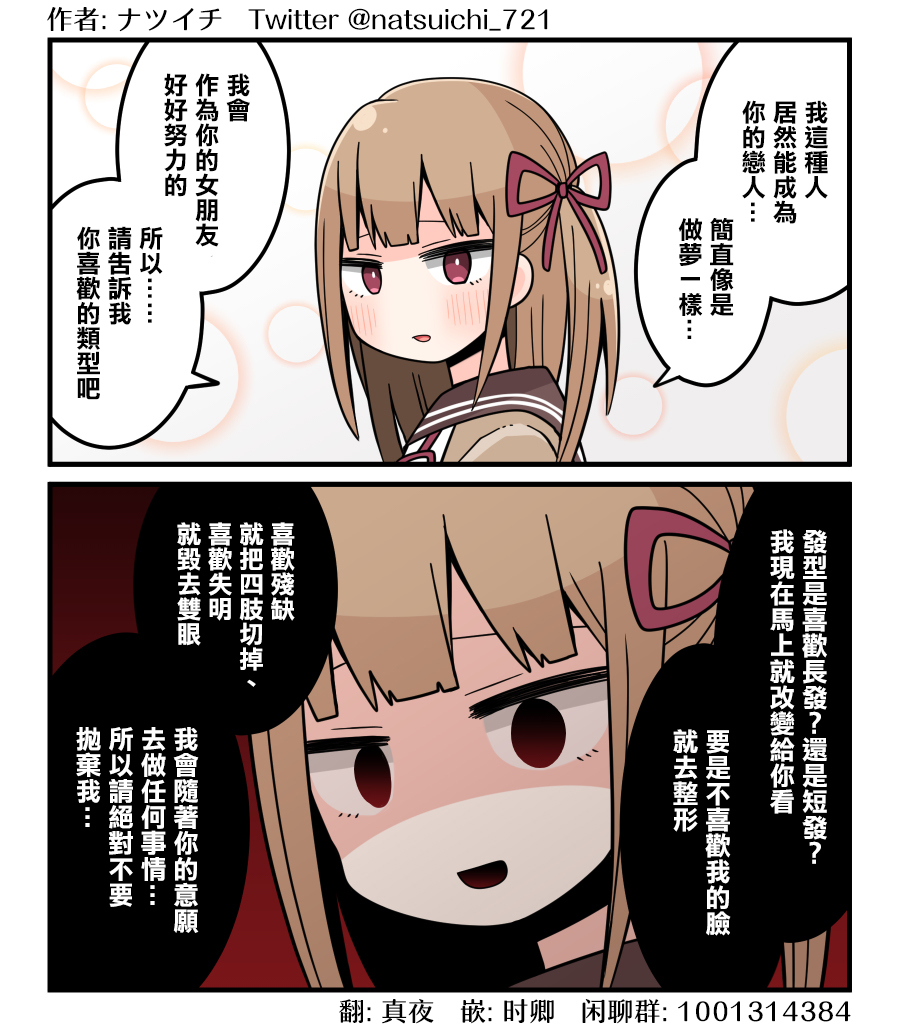 作者: ナツイチ Twitter @natsuichi_721
我這種人
居然能成為
你的戀人…
簡直像是
做夢一樣…
我會
作為你的女朋友
好好努力的
所以……
請告訴我
你喜歡的類型吧
發型是喜歡長發？還是短發？
我現在馬上就改變給你看
要是不喜歡我的臉
就去整形
喜歡殘缺
就把四肢切掉、
喜歡失明
就毀去雙眼
我會隨著你的意願
去做任何事情…
所以請絕對不要
拋棄我…
翻: 真夜 嵌: 时卿 闲聊群: 1001314384